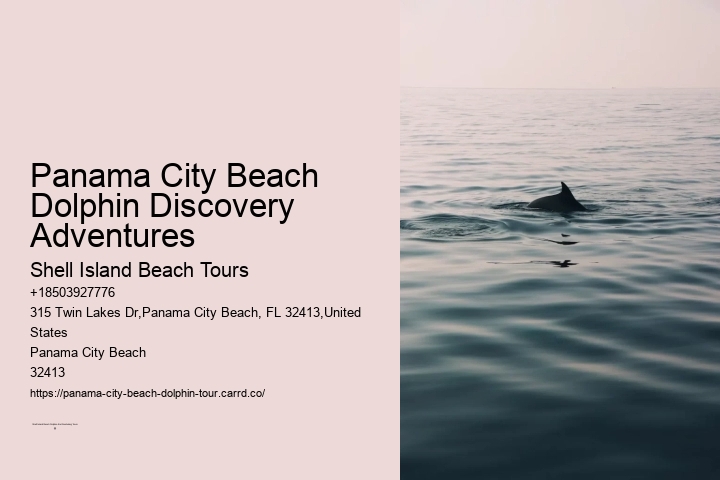 Panama City Beach
Dolphin Discovery
Adventures
Shell Island Beach Tours
+18503927776
315 Twin Lakes Dr,Panama City Beach, FL 32413,United
States
Panama City Beach
32413
https://panama-city-beach-dolphin-tour.carrd.co/